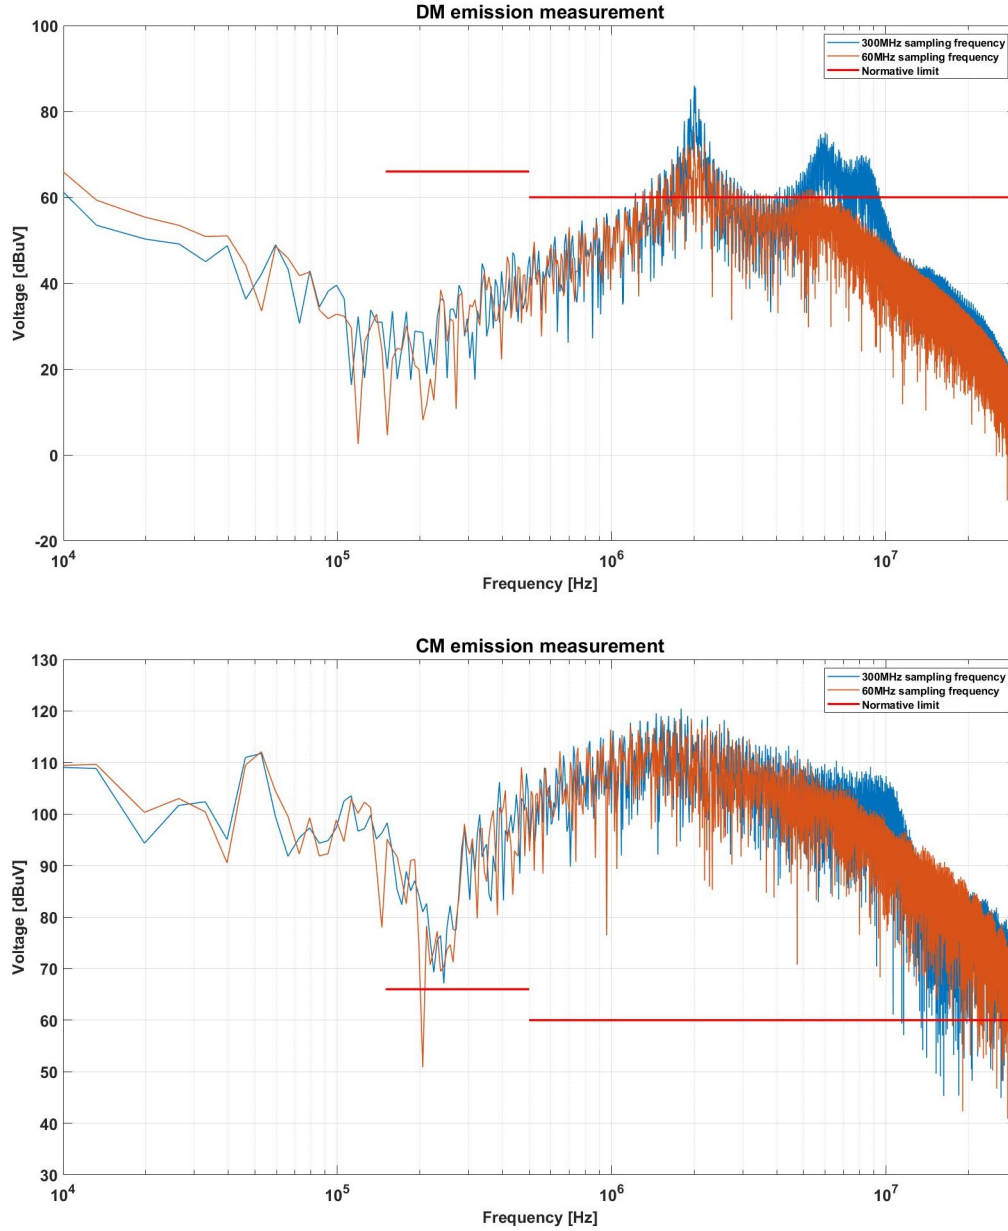 DM emission measurement
100
80
60
40
20
0
-20
Voltage [dBuV]
300MHz sampling frequency
60MHz sampling frequency
Normative limit
10^4 10^5 10^6 10^7
Frequency [Hz]
CM emission measurement
130
120
110
100
90
80
70
60
50
40
30
Voltage [dBuV]
300MHz sampling frequency
60MHz sampling frequency
Normative limit
10^4 10^5 10^6 10^7
Frequency [Hz]